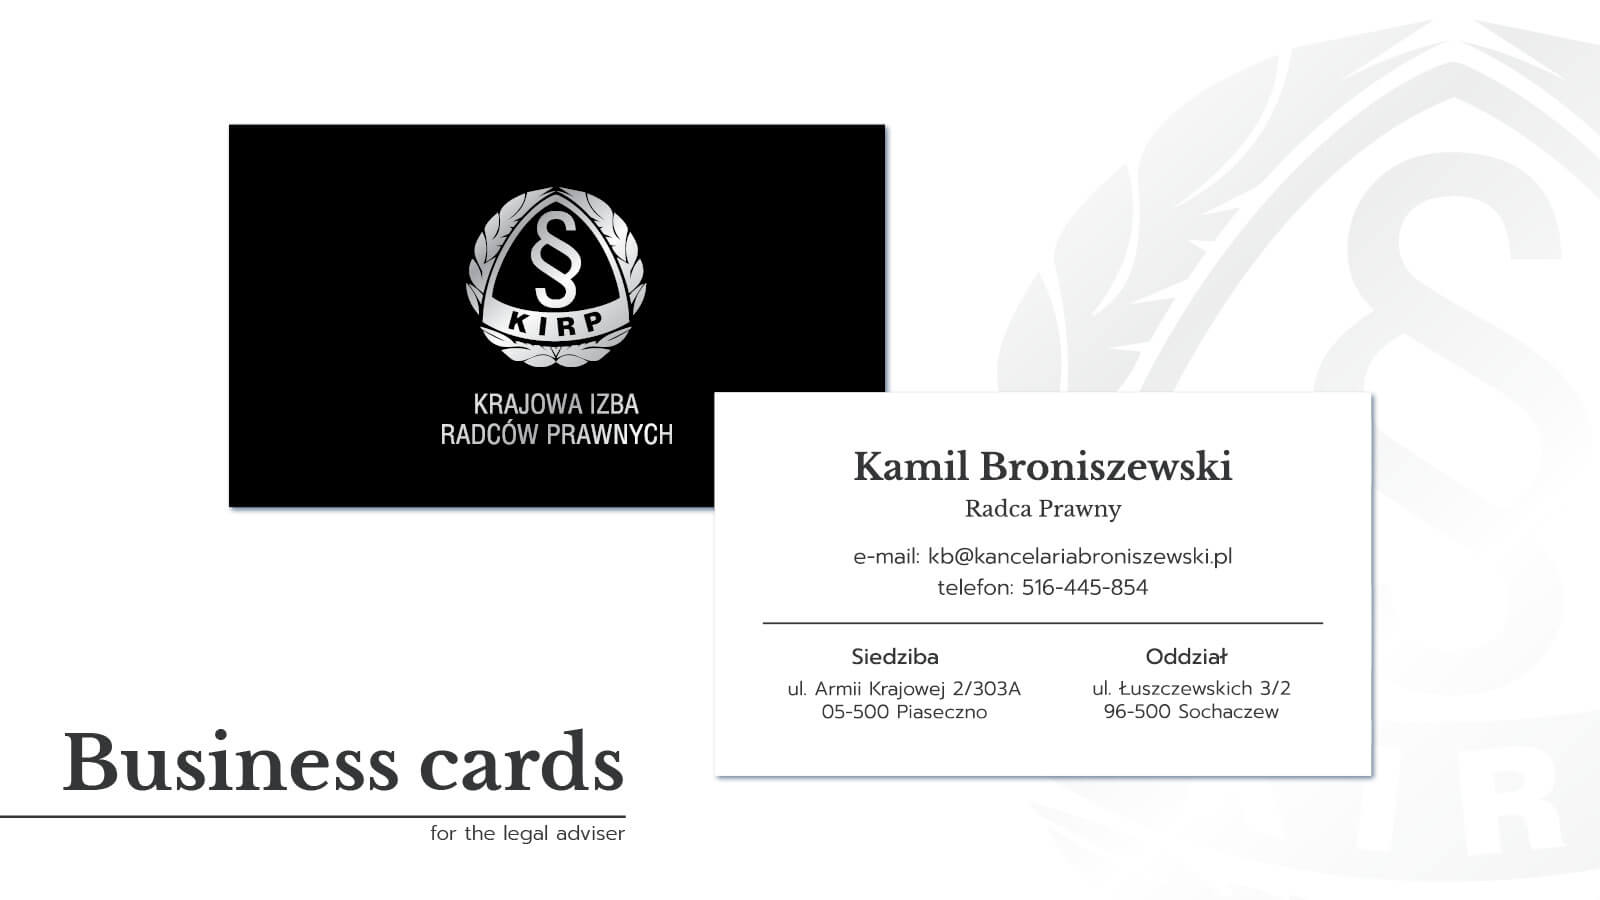 §
KIRP
KRAJOWA IZBA
RADCÓW PRAWNYCH
Kamil Broniszewski
Radca Prawny
e-mail: kb@kancelariabroniszewski.pl
telefon: 516-445-854
Siedziba
ul. Armii Krajowej 2/303A
05-500 Piaseczno
Oddział
ul. Łuszczewskich 3/2
96-500 Sochaczew
Business cards
for the legal adviser
§
IR